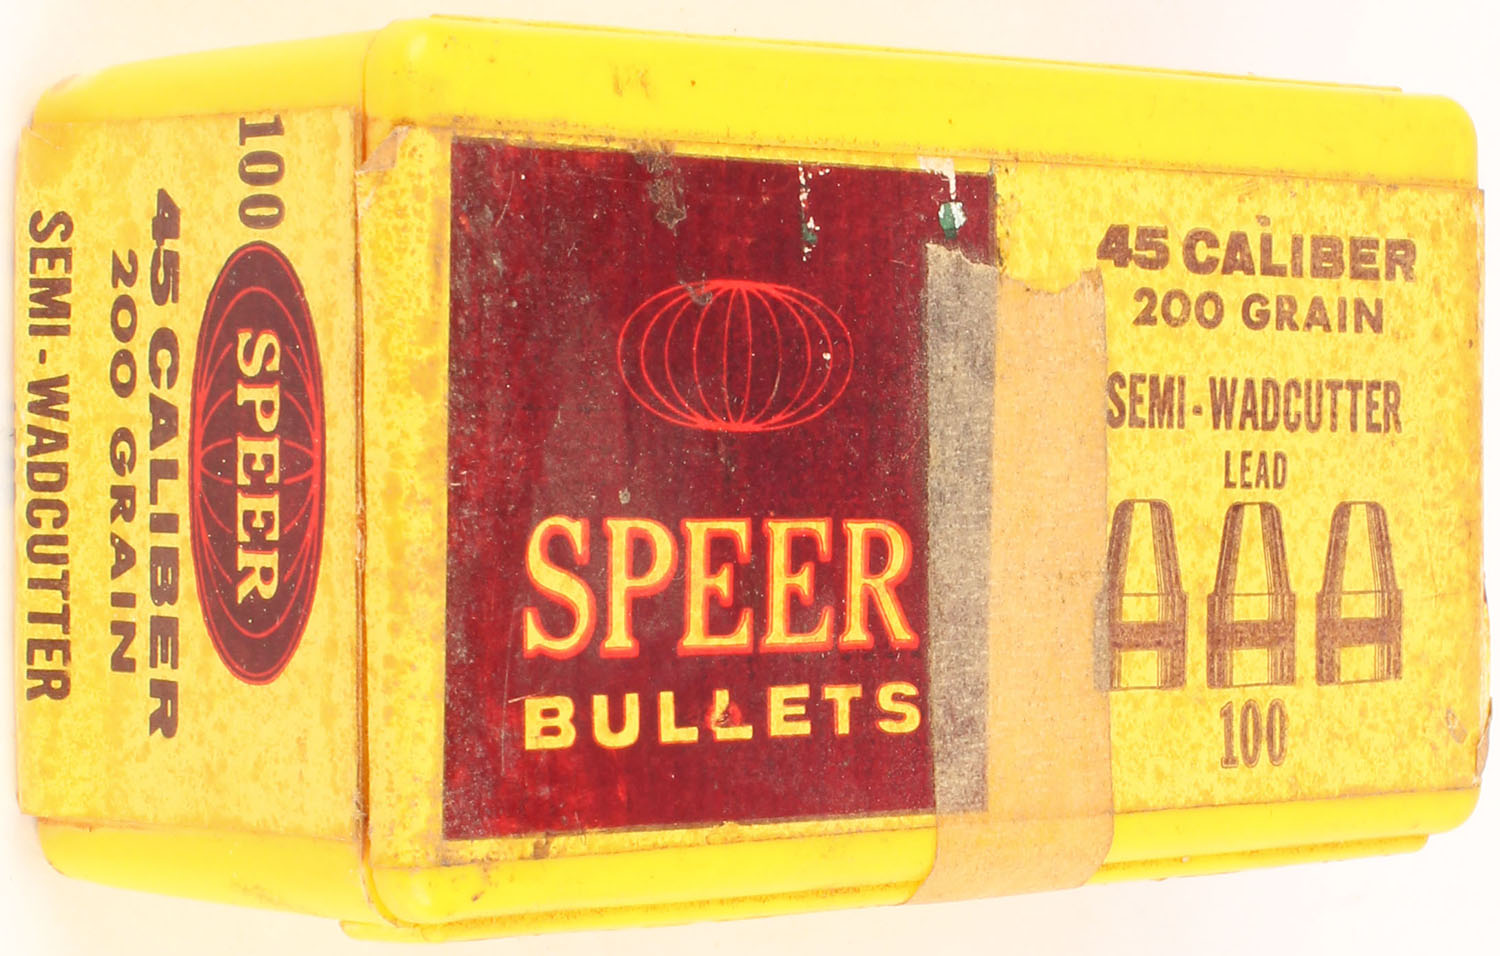 100
SPEER
45 CALIBER
200 GRAIN
SEMI-WADCUTTER
SPEER
BULLETS
45 CALIBER
200 GRAIN
SEMI-WADCUTTER
LEAD
100